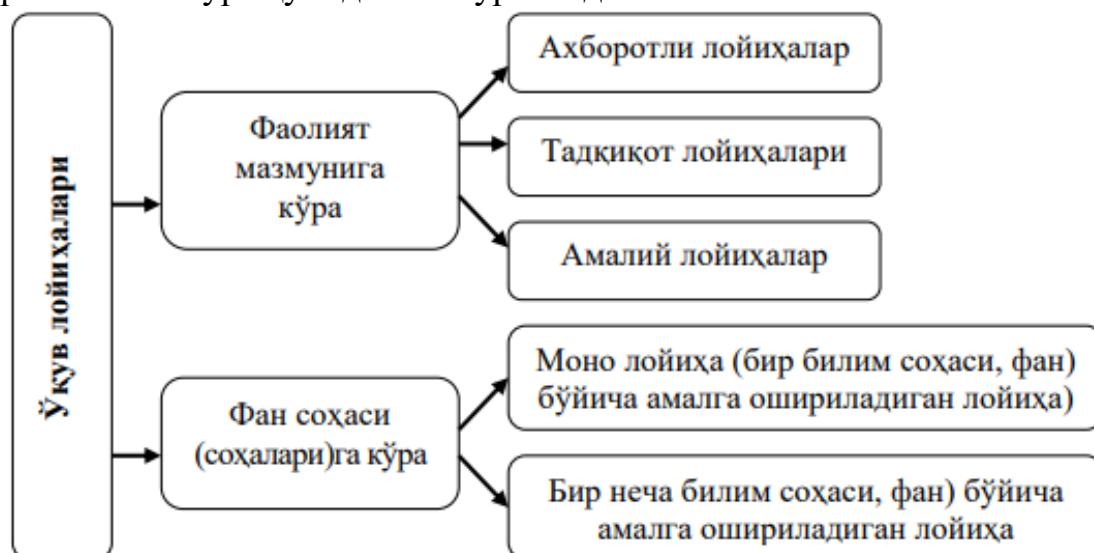 Ўқув лойиҳалари
Фаолият
мазмунига
кўра
Ахборотли лойиҳалар
Тадқиқот лойиҳалари
Амалий лойиҳалар
Фан соҳаси
(соҳалари)га кўра
Моно лойиҳа (бир билим соҳаси, фан)
бўйича амалга ошириладиган лойиҳа)
Бир неча билим соҳаси, фан) бўйича
амалга ошириладиган лойиҳа